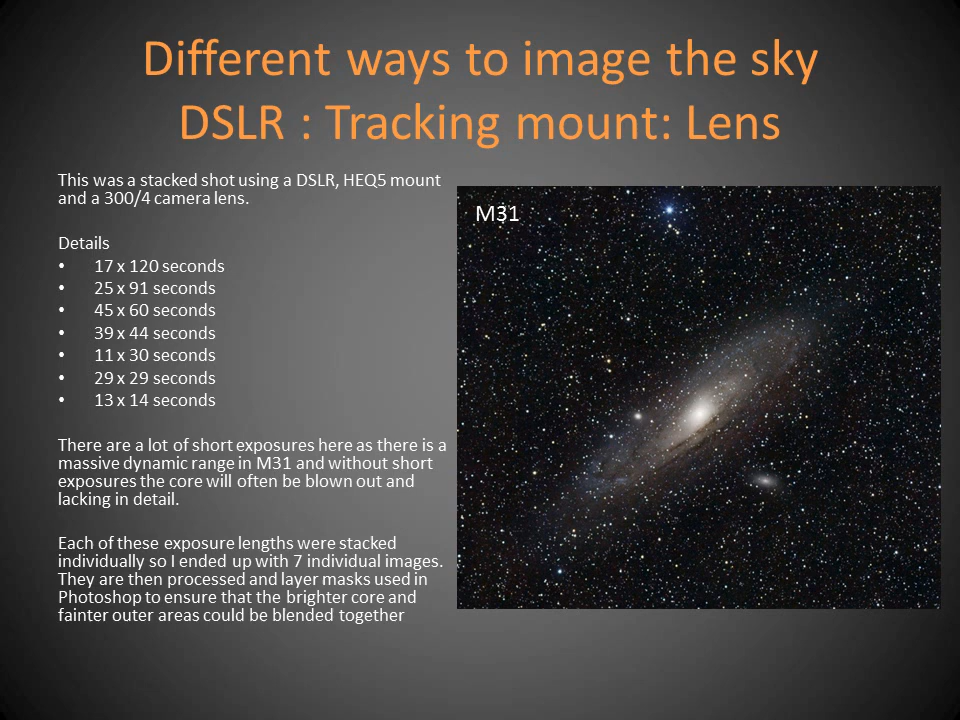 Different ways to image the sky
DSLR : Tracking mount: Lens
This was a stacked shot using a DSLR, HEQ5 mount
and a 300/4 camera lens.
Details
• 17 x 120 seconds
• 25 x 91 seconds
• 45 x 60 seconds
• 39 x 44 seconds
• 11 x 30 seconds
• 29 x 29 seconds
• 13 x 14 seconds
There are a lot of short exposures here as there is a
massive dynamic range in M31 and without short
exposures the core will often be blown out and
lacking in detail.
Each of these exposure lengths were stacked
individually so I ended up with 7 individual images.
They are then processed and layer masks used in
Photoshop to ensure that the brighter core and
fainter outer areas could be blended together
M31